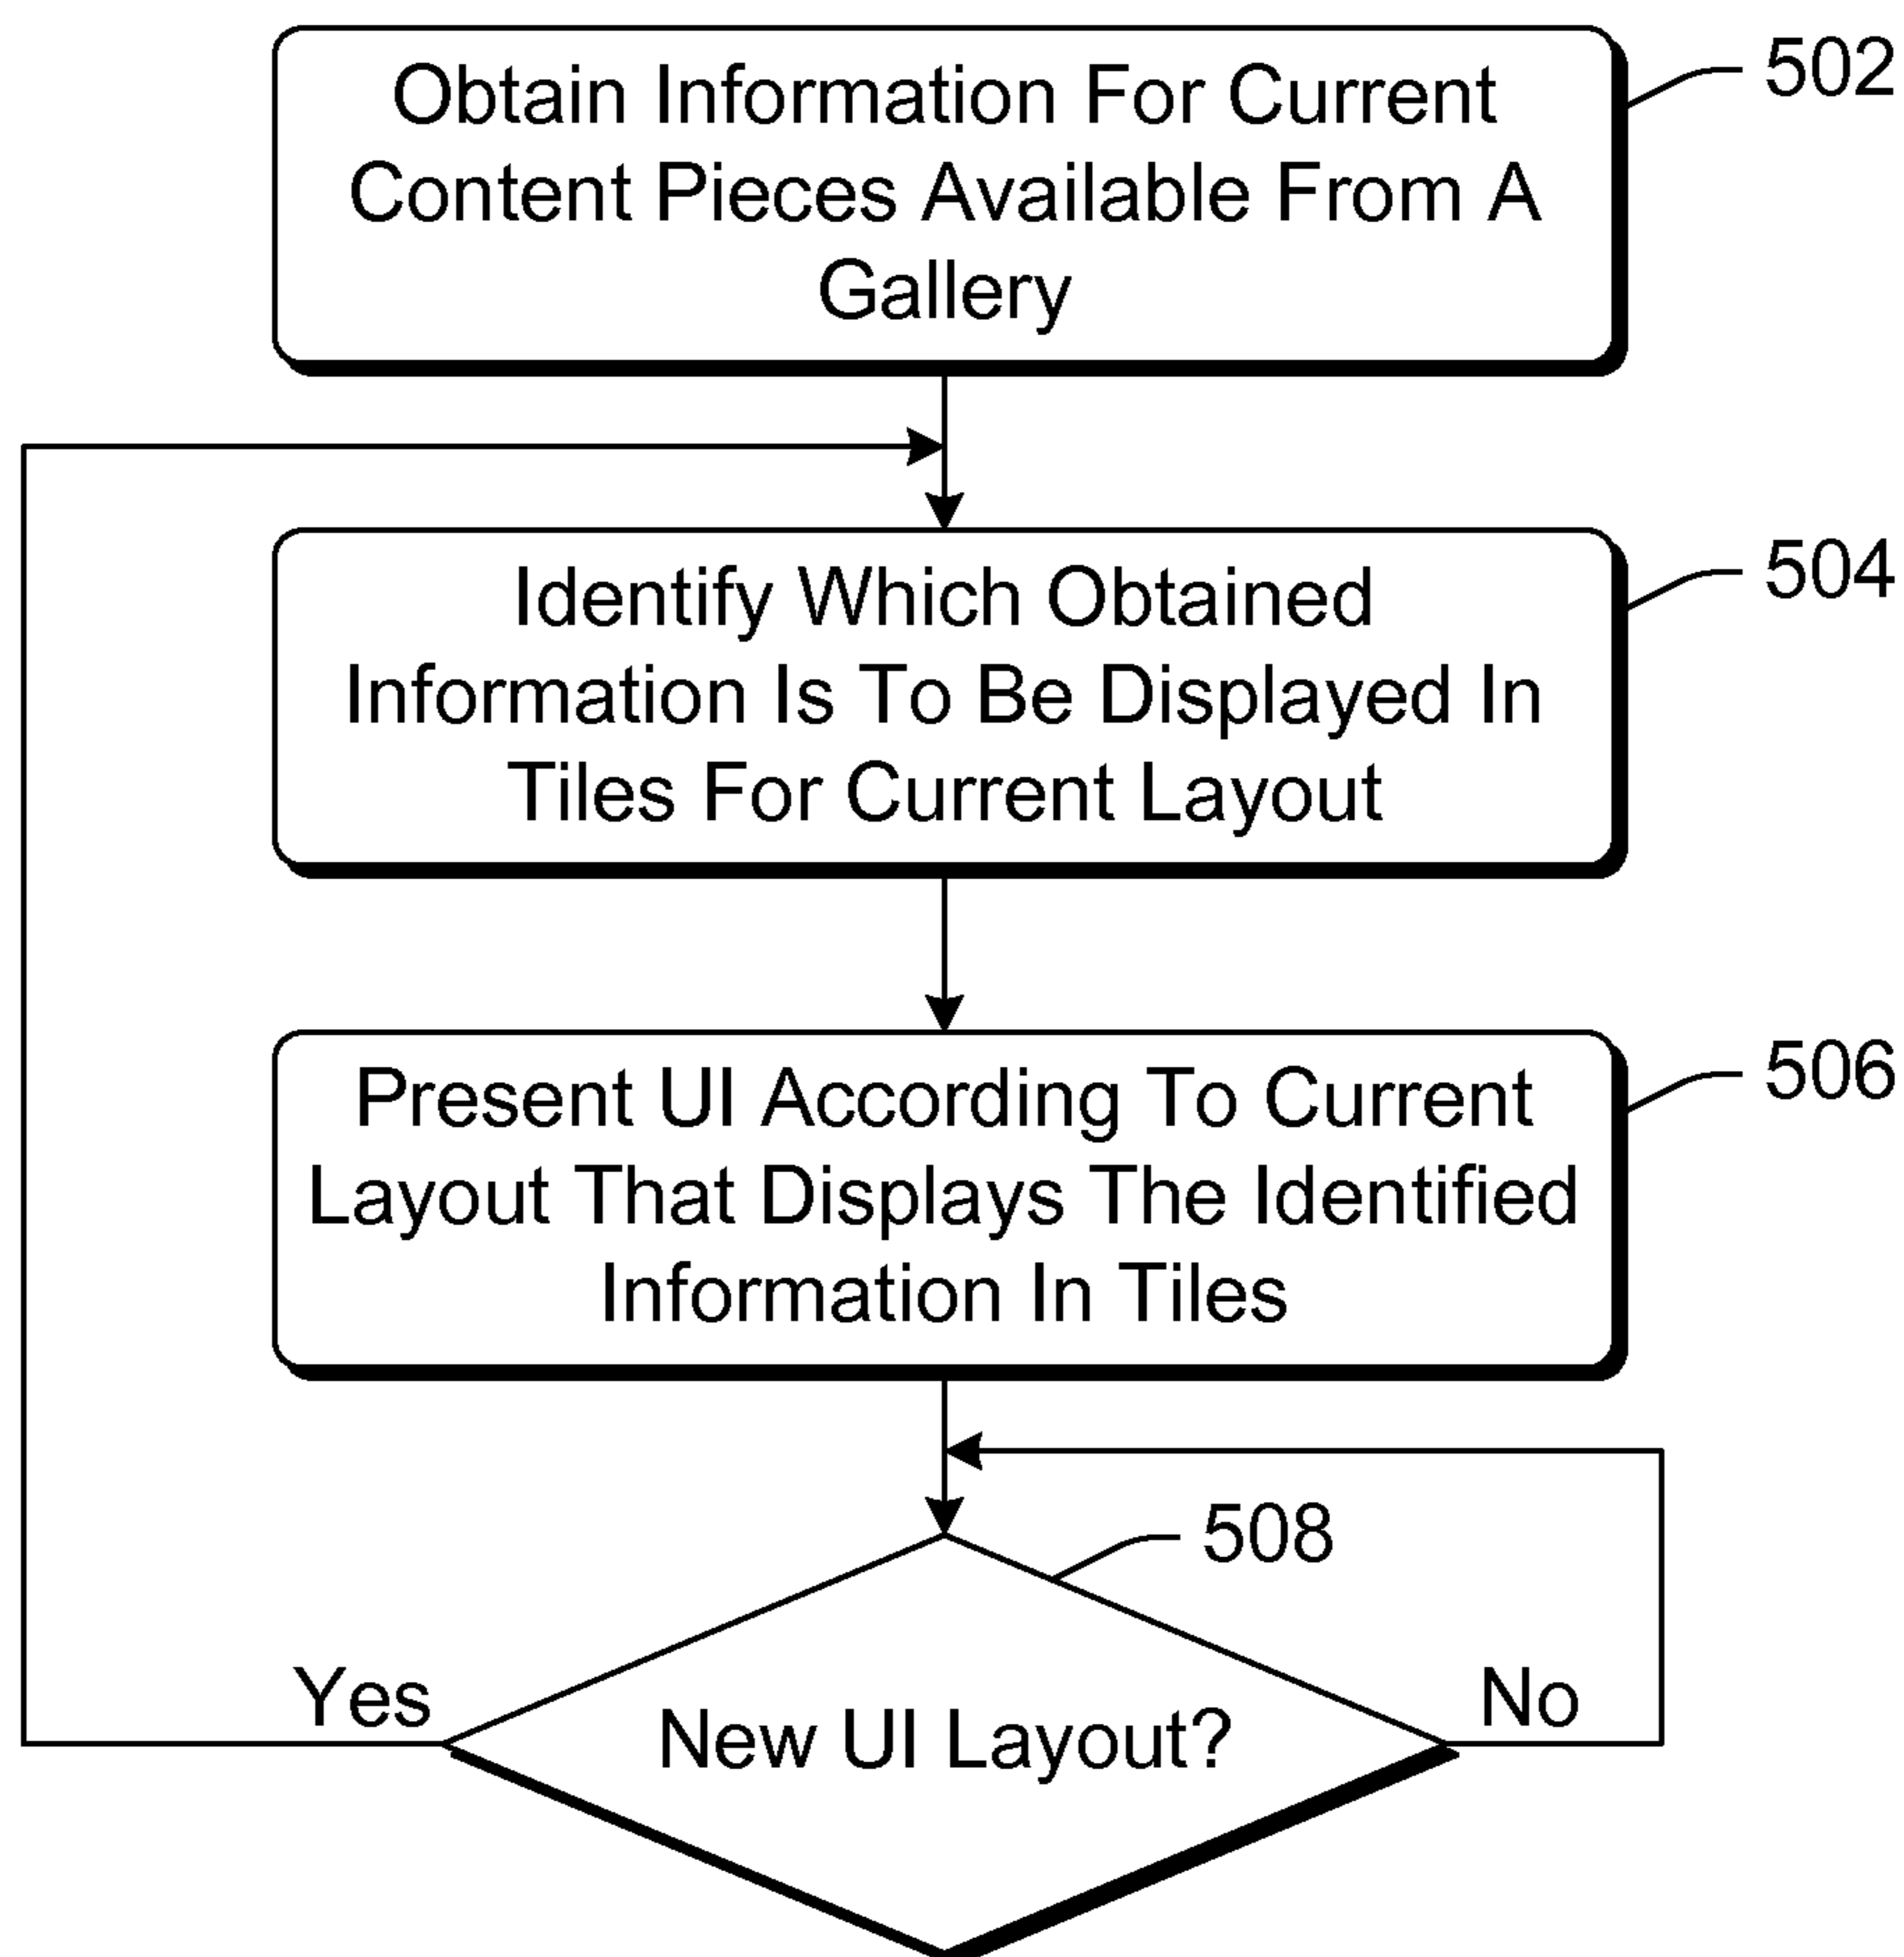 Obtain Information For Current
Content Pieces Available From A
Gallery
502
Identify Which Obtained
Information Is To Be Displayed In
Tiles For Current Layout
504
Present UI According To Current
Layout That Displays The Identified
Information In Tiles
506
508
Yes
New UI Layout?
No